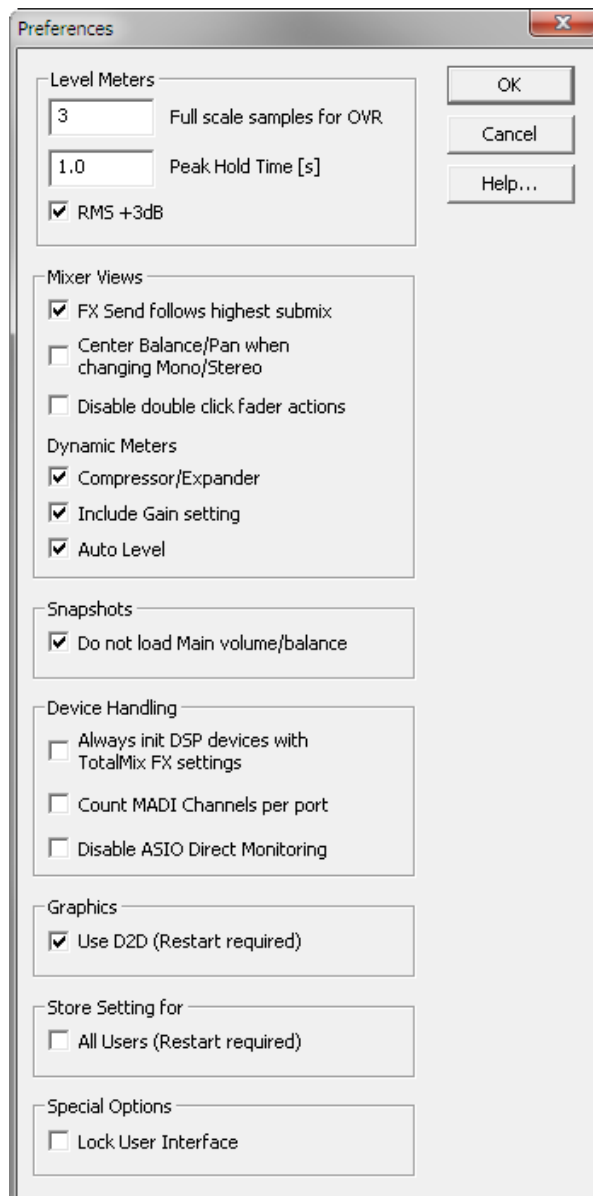 Preferences
Level Meters
3 Full scale samples for OVR
1.0 Peak Hold Time [s]
RMS +3dB
OK
Cancel
Help...
Mixer Views
FX Send follows highest submix
Center Balance/Pan when
changing Mono/Stereo
Disable double click fader actions
Dynamic Meters
Compressor/Expander
Include Gain setting
Auto Level
Snapshots
Do not load Main volume/balance
Device Handling
Always init DSP devices with
TotalMix FX settings
Count MADI Channels per port
Disable ASIO Direct Monitoring
Graphics
Use D2D (Restart required)
Store Setting for
All Users (Restart required)
Special Options
Lock User Interface